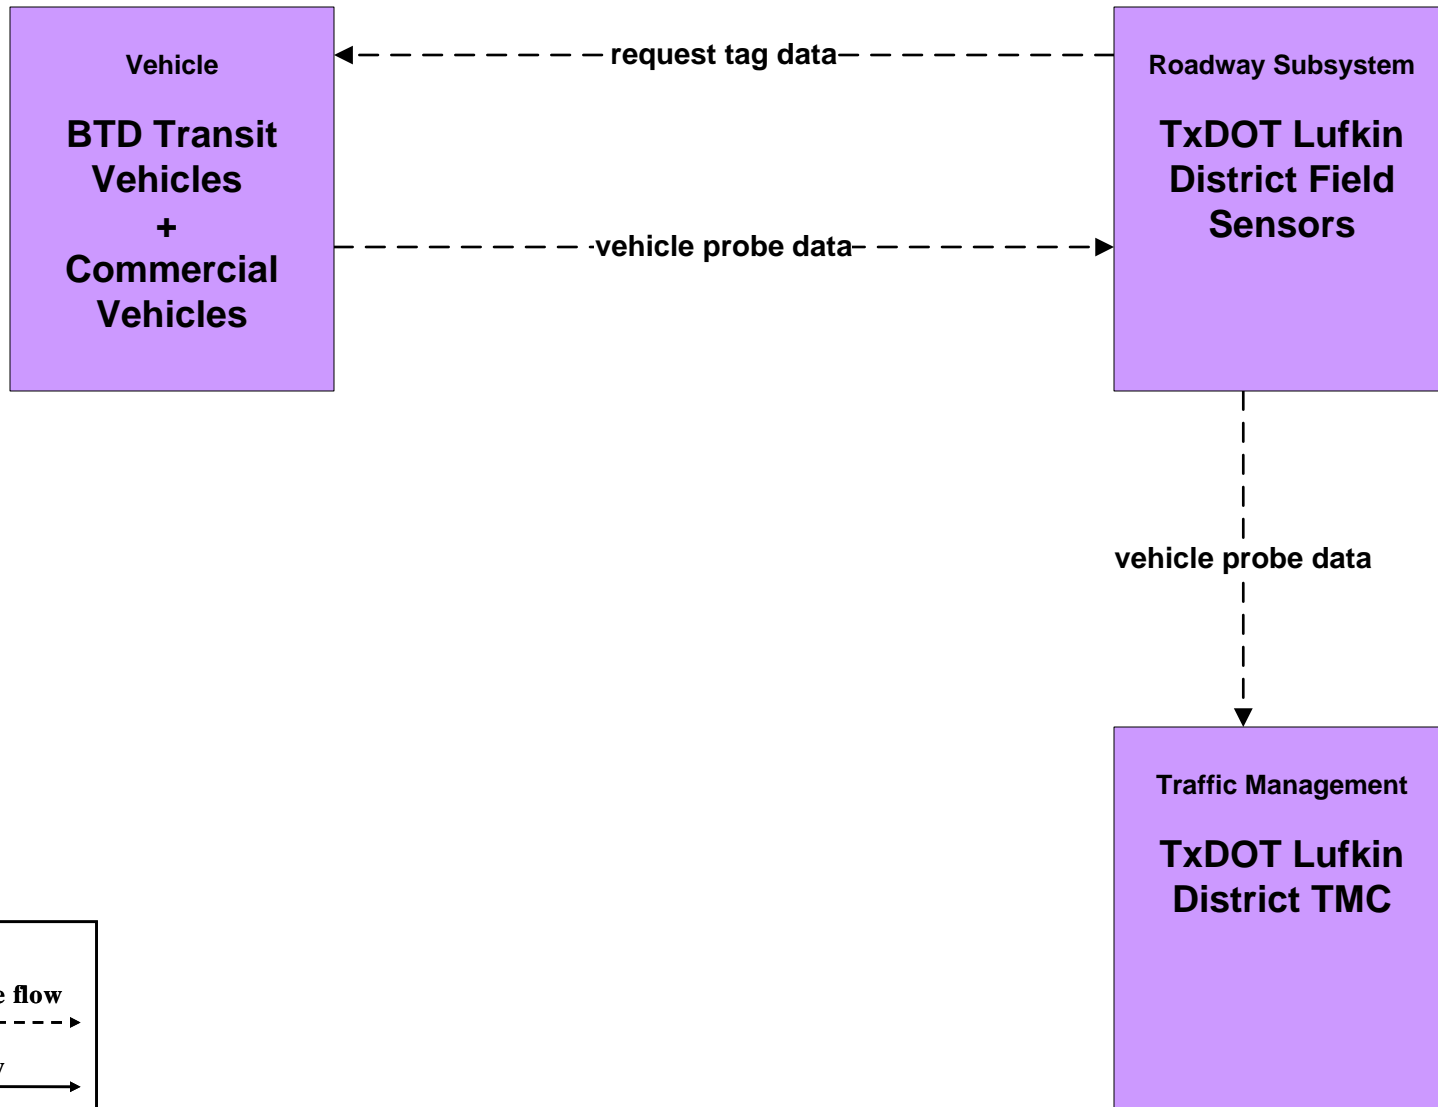 Vehicle
BTD Transit
Vehicles
+
Commercial
Vehicles
request tag data
vehicle probe data
Roadway Subsystem
TxDOT Lufkin
District Field
Sensors
vehicle probe data
Traffic Management
TxDOT Lufkin
District TMC
flow